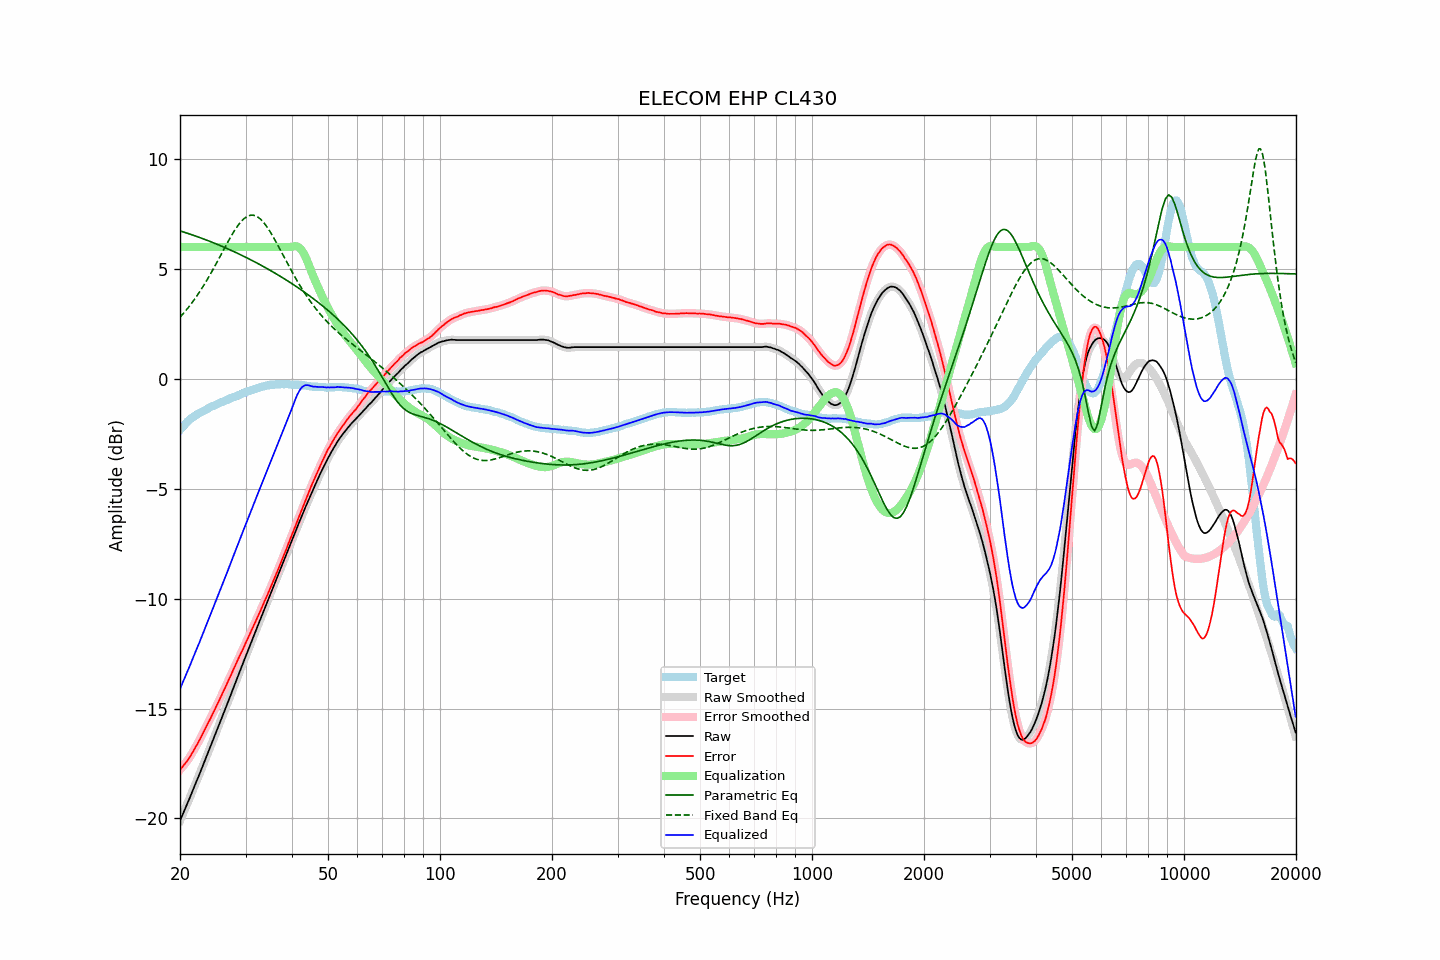 ELECOM EHP CL430
Amplitude (dBr)
10
5
0
−5
−10
−15
−20
Target
Raw Smoothed
Error Smoothed
Raw
Error
Equalization
Parametric Eq
Fixed Band Eq
Equalized
20 50 100 200 500 1000 2000 5000 10000 20000
Frequency (Hz)